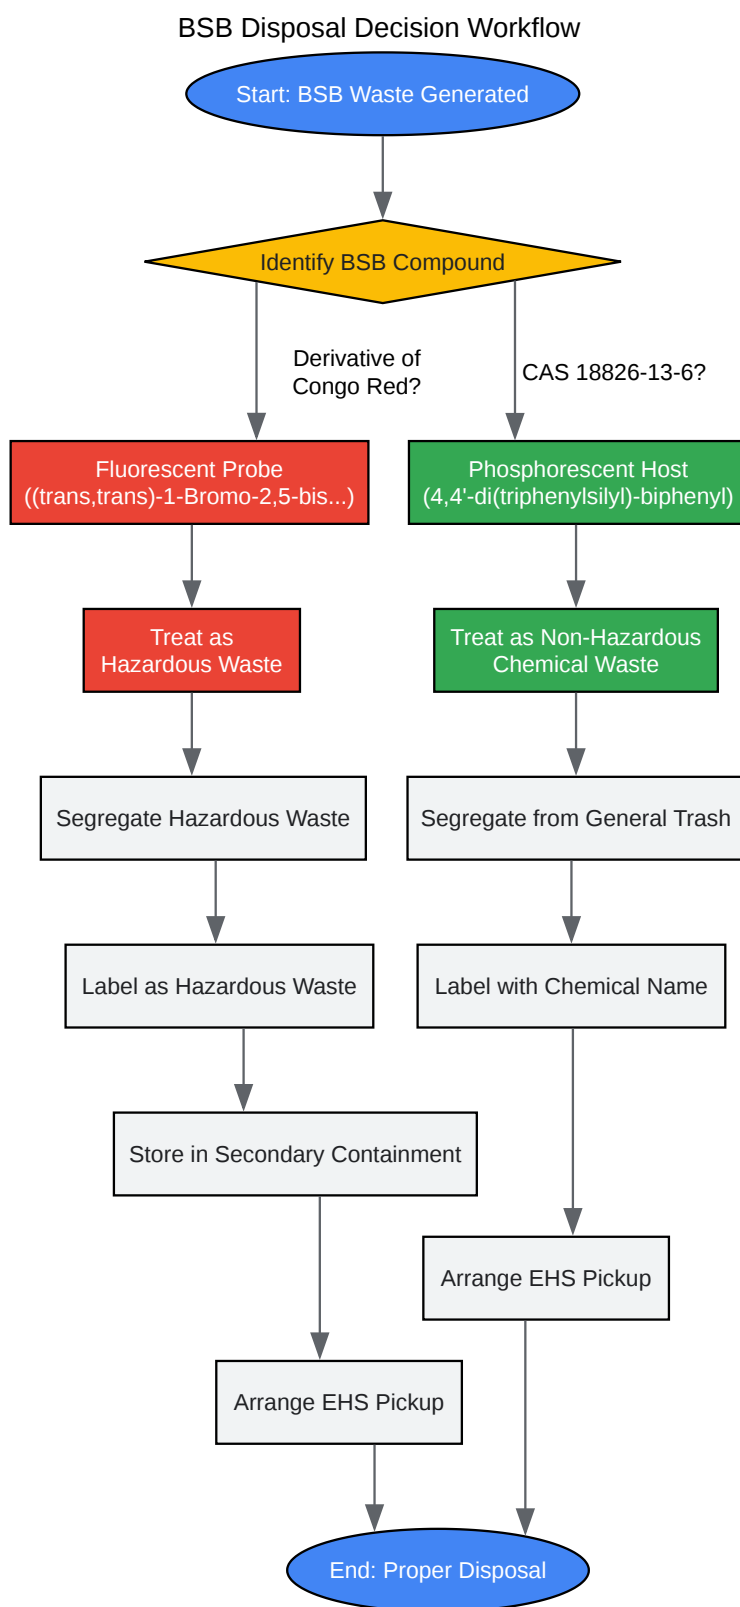 BSB Disposal Decision Workflow
Start: BSB Waste Generated
Identify BSB Compound
Derivative of
Congo Red?
CAS 18826-13-6?
Fluorescent Probe
((trans,trans)-1-Bromo-2,5-bis...)
Phosphorescent Host
(4,4'-di(triphenylsilyl)-biphenyl)
Treat as
Hazardous Waste
Treat as Non-Hazardous
Chemical Waste
Segregate Hazardous Waste
Segregate from General Trash
Label as Hazardous Waste
Label with Chemical Name
Store in Secondary Containment
Arrange EHS Pickup
Arrange EHS Pickup
End: Proper Disposal